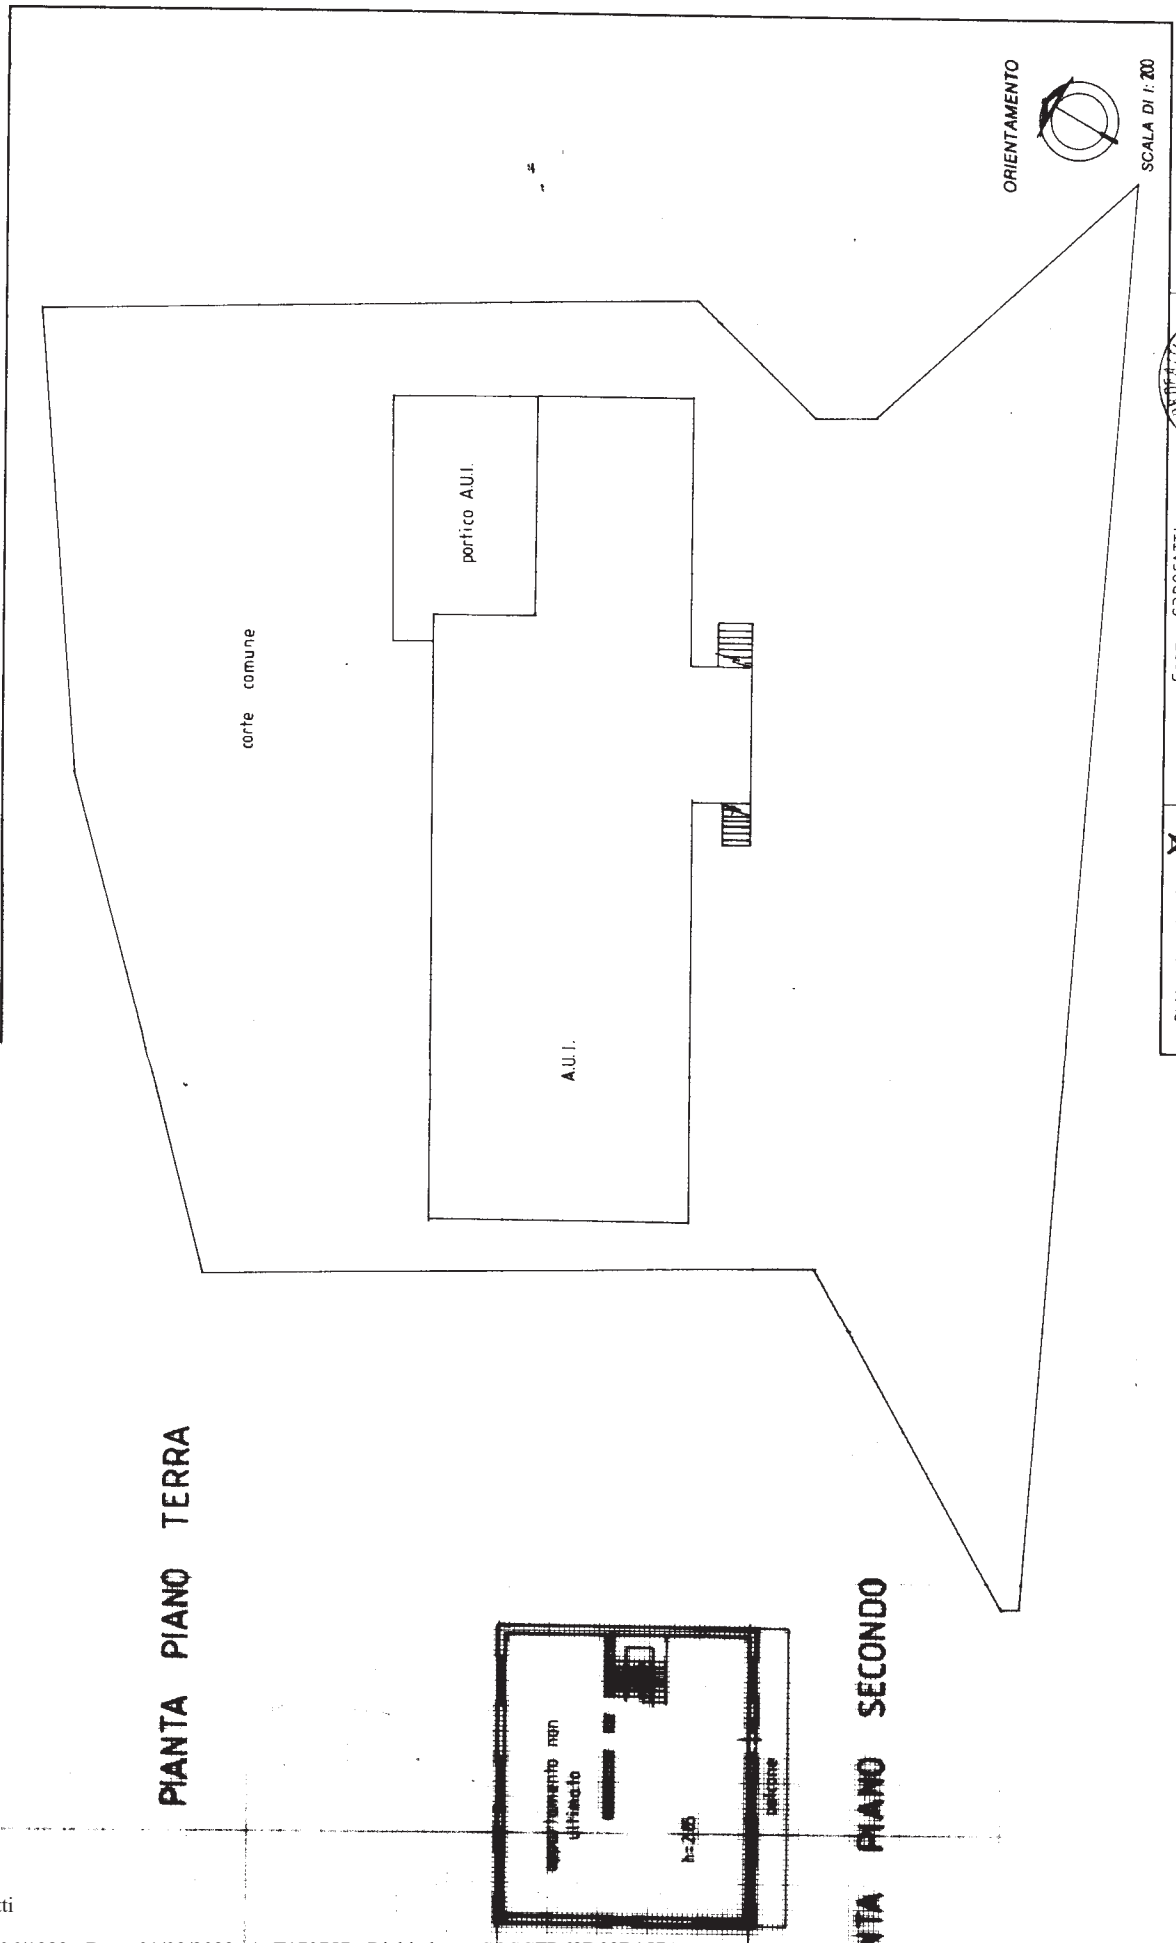 ORIENTAMENTO
SCALA DI 1:200
corte comune
portico A.U.I.
A.U.I.
PIANTA PIANO TERRA
appartamento non
ultimato
h=2.85
balcone
PIANO SECONDO